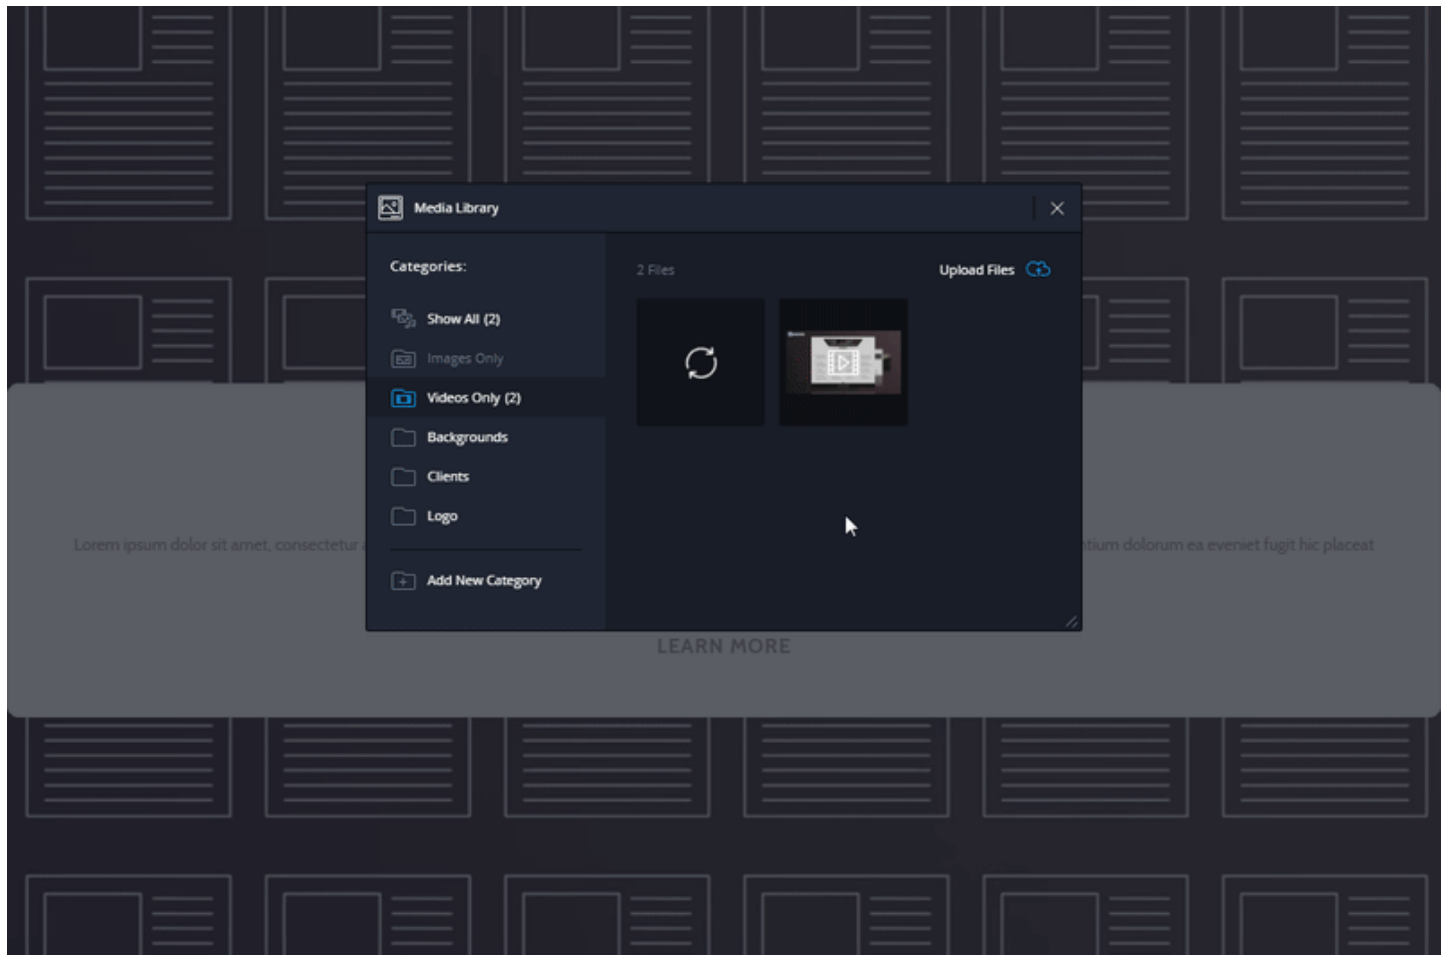 Media Library
Categories:
2 Files
Upload Files
Show All (2)
Images Only
Videos Only (2)
Backgrounds
Clients
Logo
Lorem ipsum dolor sit amet, consectetur
dolorum ea eveniet fugit hic placeat
Add New Category
LEARN MORE